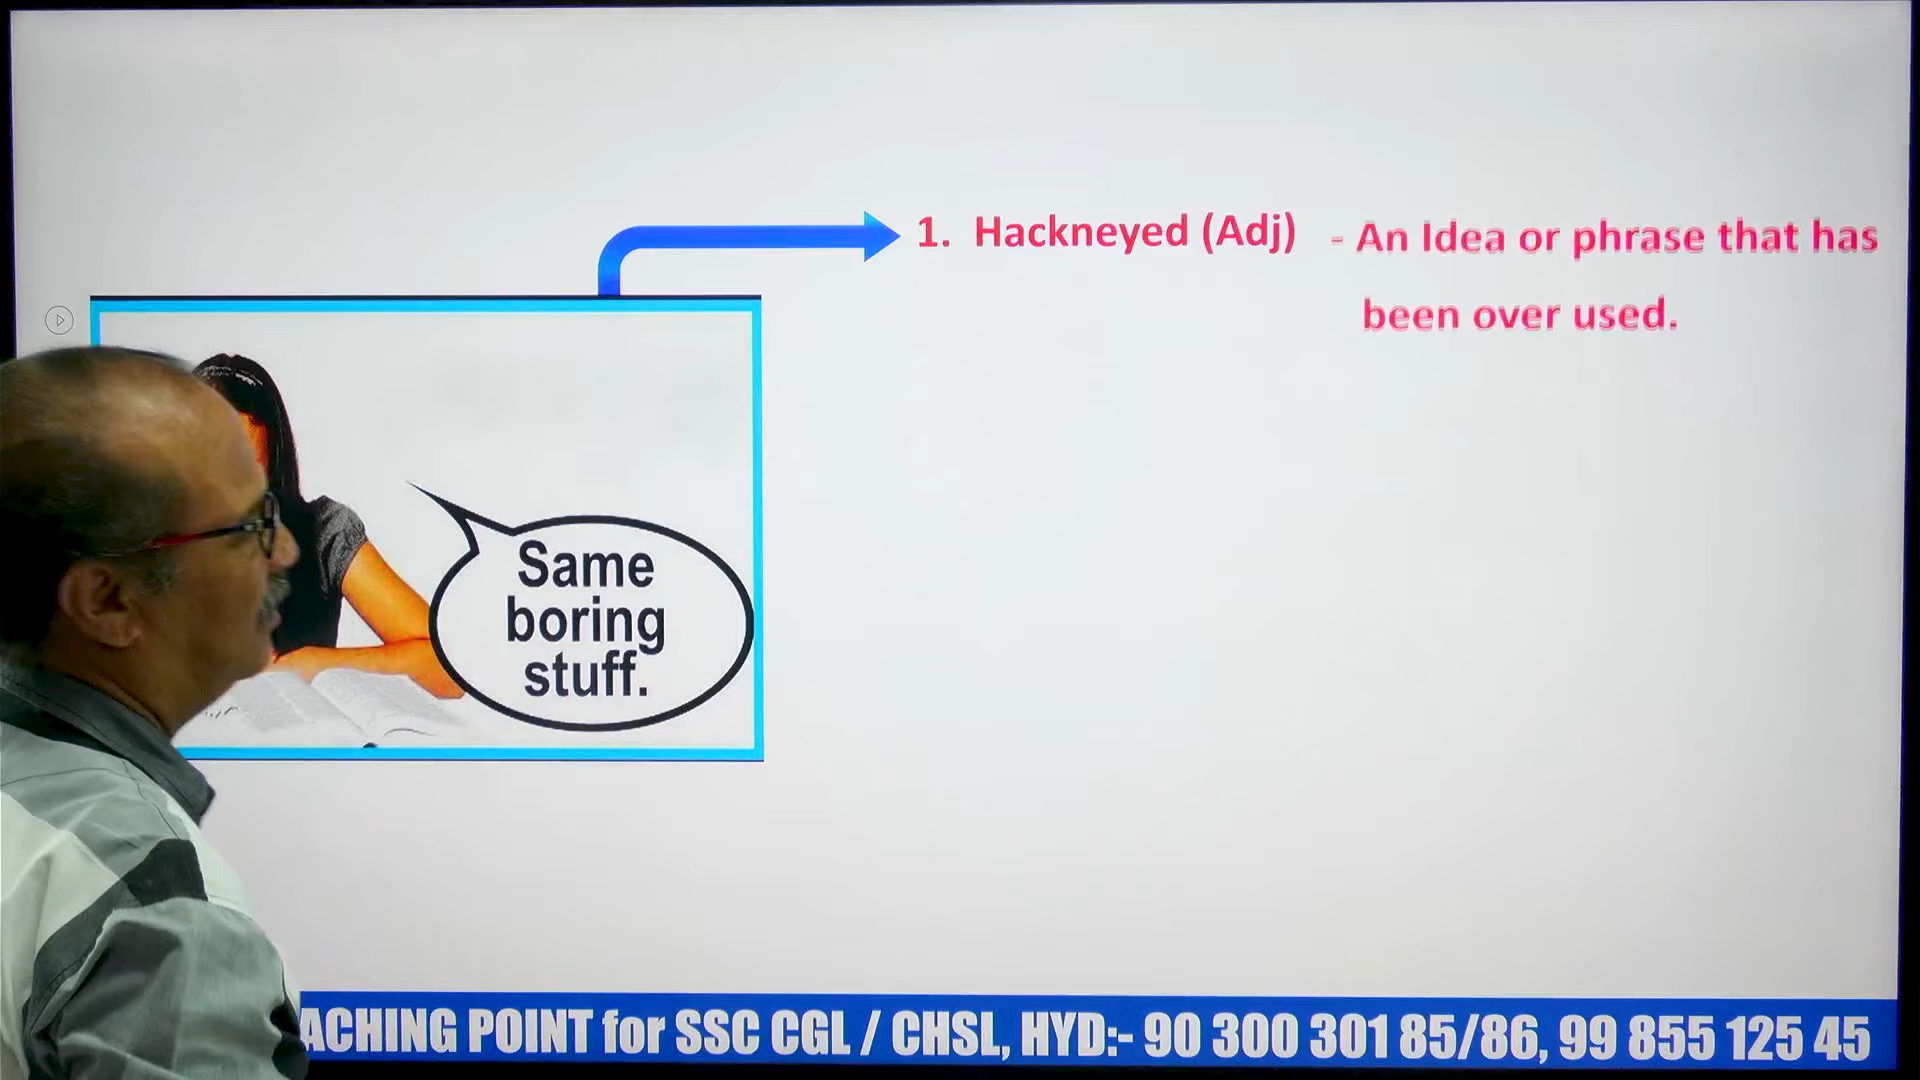 1. Hackneyed (Adj) - An Idea or phrase that has
been over used.
Same
boring
stuff.
ACHING POINT for SSC CGL / CHSL, HYD:- 90 300 301 85/86, 99 855 125 45